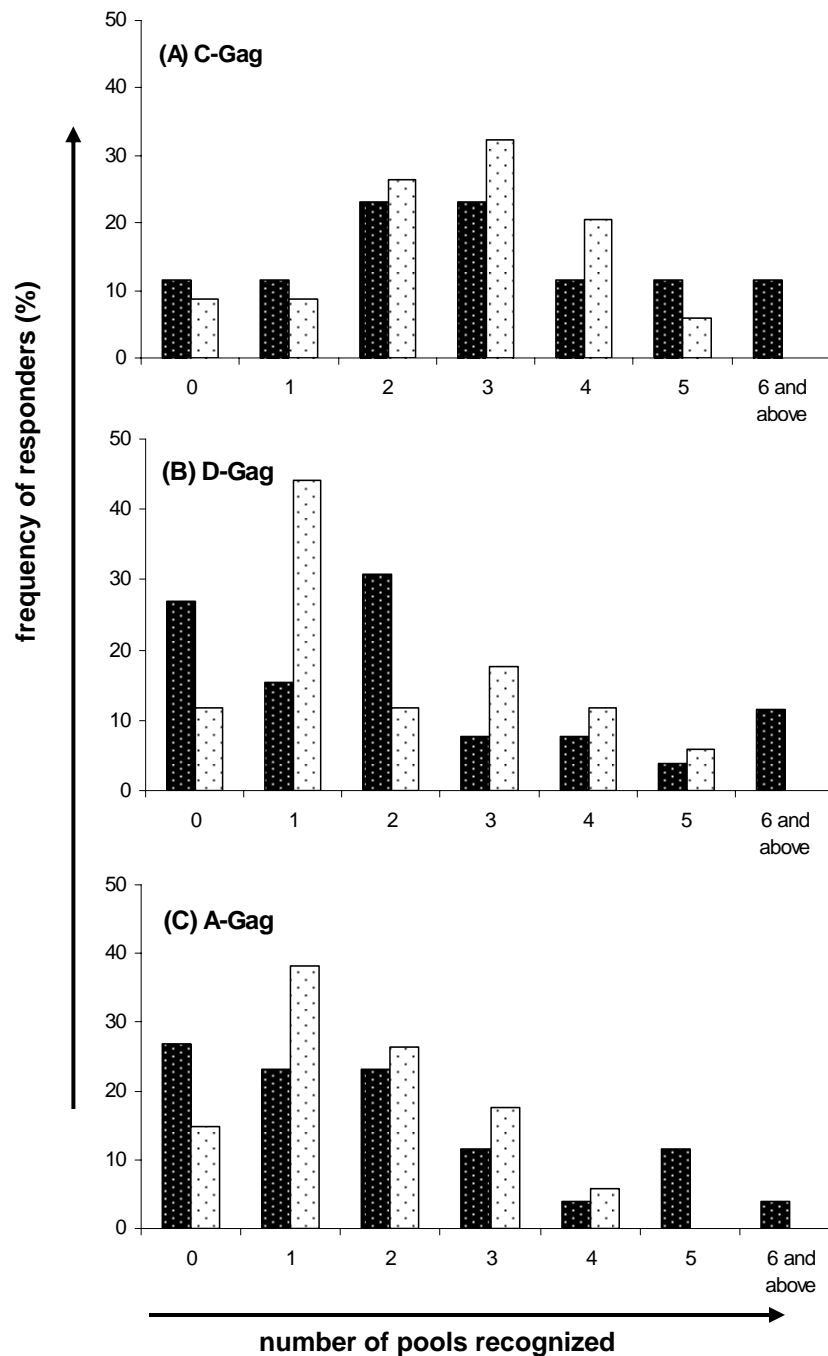 (A) C-Gag
50
40
30
20
10
0
0 1 2 3 4 5 6 and
above
(B) D-Gag
50
40
30
20
10
0
0 1 2 3 4 5 6 and
above
(C) A-Gag
50
40
30
20
10
0
0 1 2 3 4 5 6 and
above
frequency of responders (%)
number of pools recognized